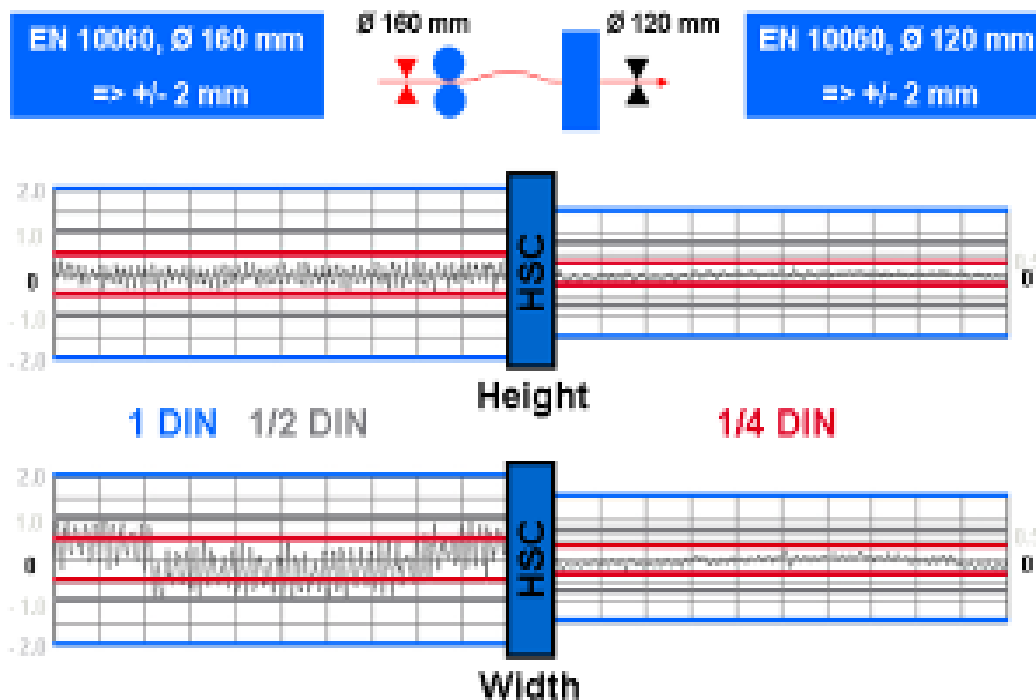 EN 10060, Ø 160 mm
=> +/- 2 mm
Ø 160 mm
Ø 120 mm
EN 10060, Ø 120 mm
=> +/- 2 mm
2.0
1.0
0
- 1.0
- 2.0
HSC
0
Height
1 DIN
1/2 DIN
1/4 DIN
2.0
1.0
0
- 1.0
- 2.0
HSC
0
Width